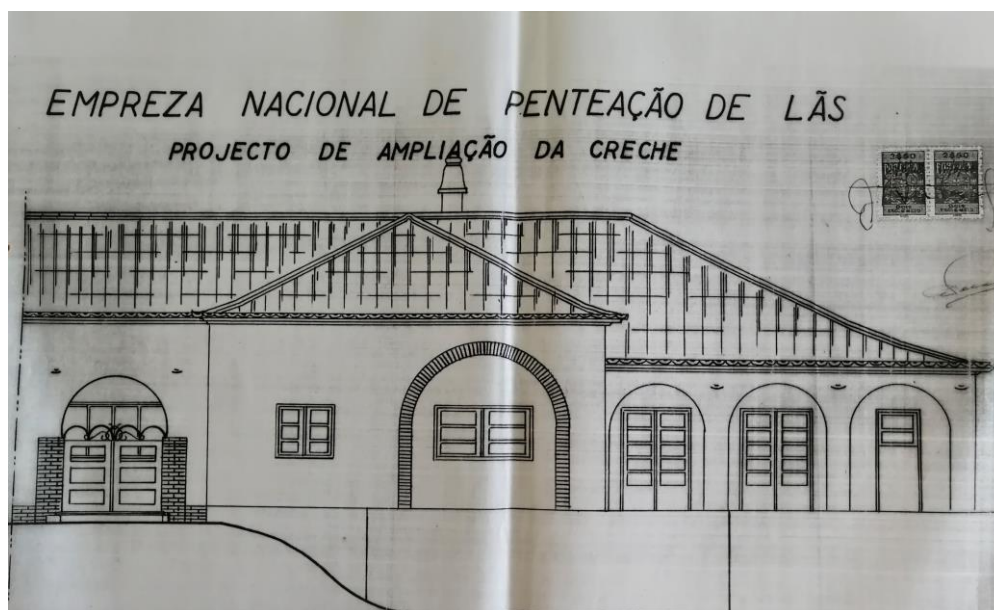 EMPREZA NACIONAL DE PENTEAÇÃO DE LÃS
PROJECTO DE AMPLIAÇÃO DA CRECHE